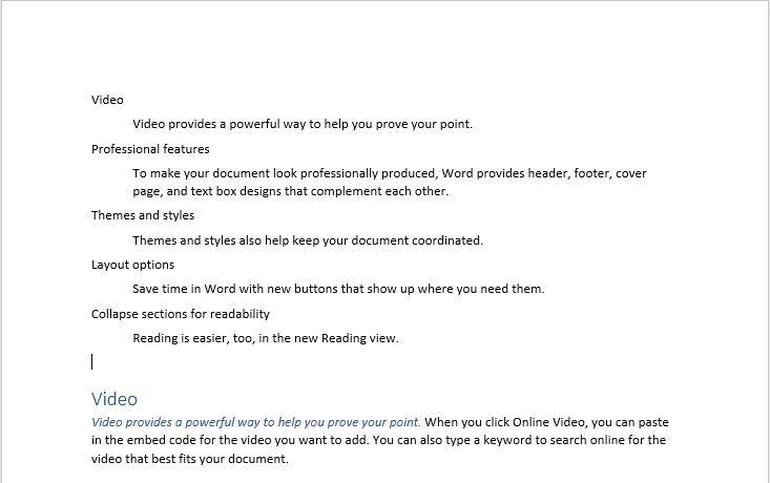 Video
Video provides a powerful way to help you prove your point.
Professional features
To make your document look professionally produced, Word provides header, footer, cover
page, and text box designs that complement each other.
Themes and styles
Themes and styles also help keep your document coordinated.
Layout options
Save time in Word with new buttons that show up where you need them.
Collapse sections for readability
Reading is easier, too, in the new Reading view.
Video
Video provides a powerful way to help you prove your point. When you click Online Video, you can paste
in the embed code for the video you want to add. You can also type a keyword to search online for the
video that best fits your document.